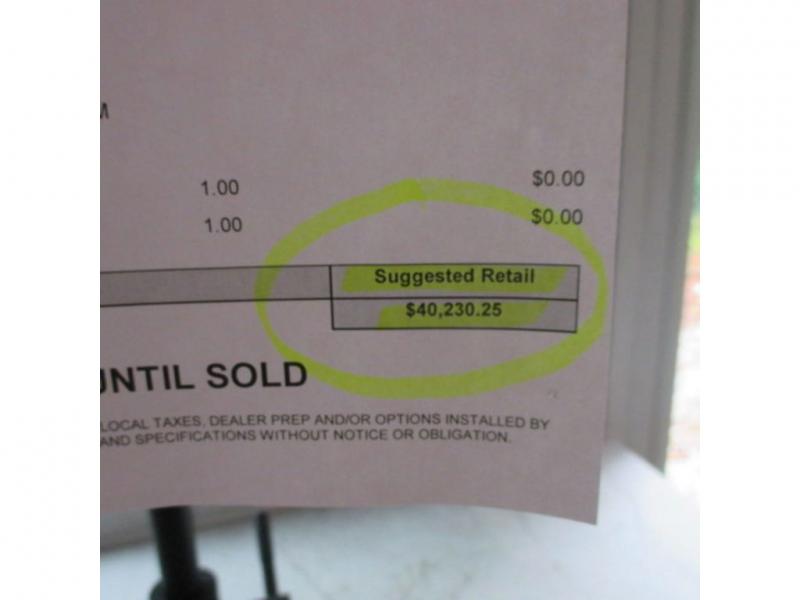 M
1.00 $0.00
1.00 $0.00
Suggested Retail
$40,230.25
UNTIL SOLD
LOCAL TAXES, DEALER PREP AND/OR OPTIONS INSTALLED BY
AND SPECIFICATIONS WITHOUT NOTICE OR OBLIGATION.